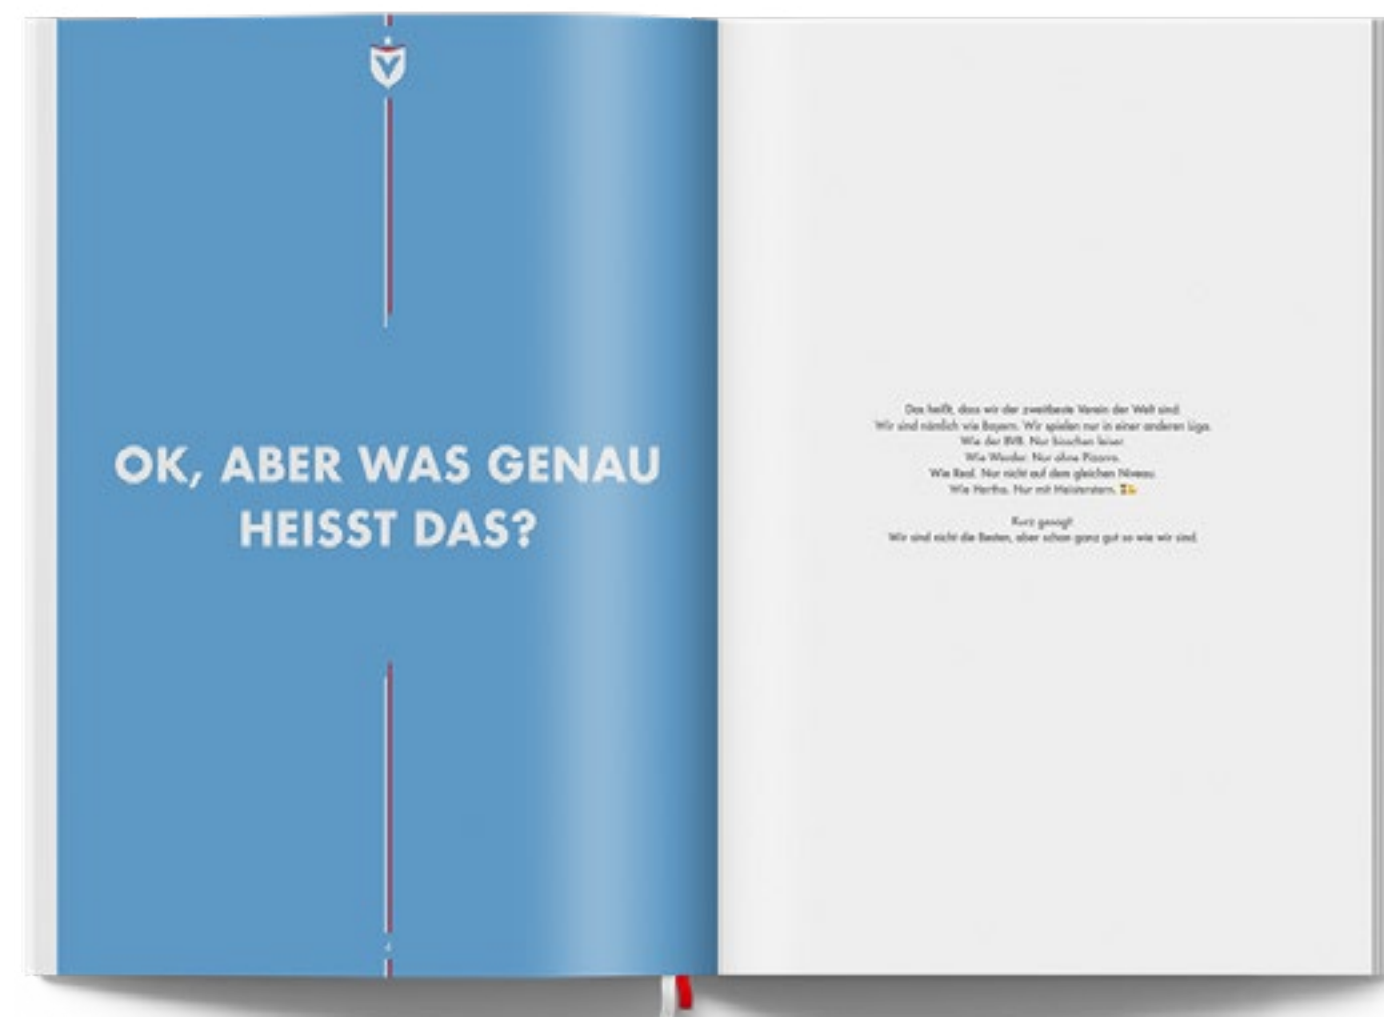 OK, ABER WAS GENAU
HEISST DAS?
Das heißt, dass wir der zweitbeste Verein der Welt sind.
Wir sind nämlich wie Bayern. Wir spielen nur in einer anderen Liga.
Wie der BVB. Nur bisschen leiser.
Wie Werder. Nur ohne Pizarro.
Wie Real. Nur nicht auf dem gleichen Niveau.
Wie Hertha. Nur mit Meisterstern.
Kurz gesagt:
Wir sind nicht die Besten, aber schon ganz gut so wie wir sind.